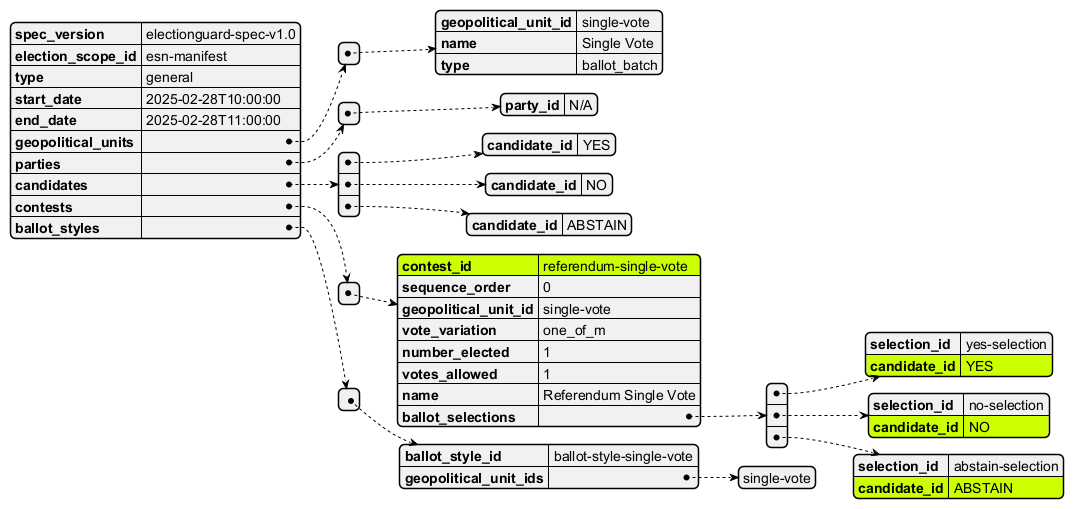 spec_version electionguard-spec-v1.0
election_scope_id esn-manifest
type general
start_date 2025-02-28T10:00:00
end_date 2025-02-28T11:00:00
geopolitical_units
parties
candidates
contests
ballot_styles
geopolitical_unit_id single-vote
name Single Vote
type ballot_batch
party_id N/A
candidate_id YES
candidate_id NO
candidate_id ABSTAIN
contest_id referendum-single-vote
sequence_order 0
geopolitical_unit_id single-vote
vote_variation one_of_m
number_elected 1
votes_allowed 1
name Referendum Single Vote
ballot_selections
selection_id yes-selection
candidate_id YES
selection_id no-selection
candidate_id NO
selection_id abstain-selection
candidate_id ABSTAIN
ballot_style_id ballot-style-single-vote
geopolitical_unit_ids
single-vote